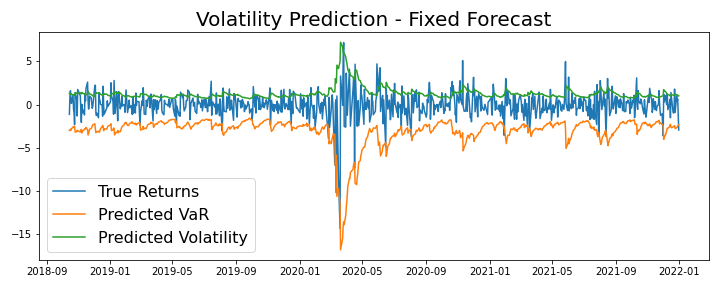 Volatility Prediction - Fixed Forecast
5
0
−5
−10
−15
True Returns
Predicted VaR
Predicted Volatility
2018-09 2019-01 2019-05 2019-09 2020-01 2020-05 2020-09 2021-01 2021-05 2021-09 2022-01